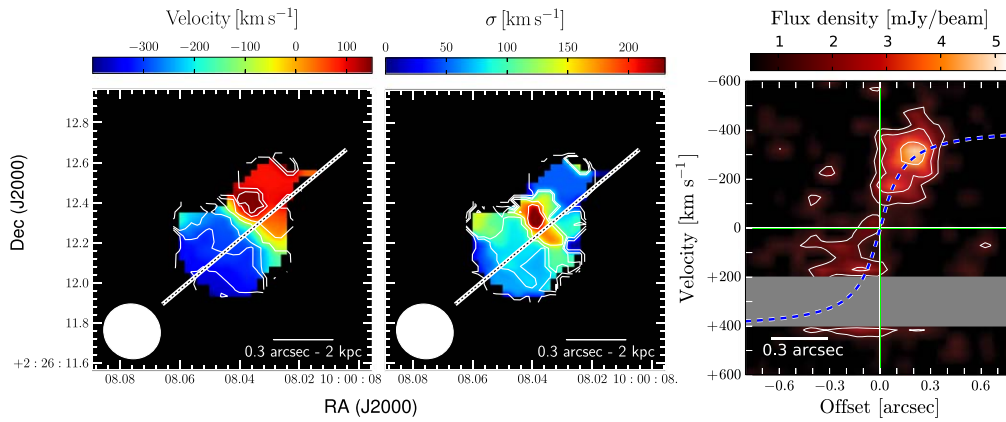 Velocity [km s⁻¹]
−300 −200 −100 0 100
σ [km s⁻¹]
0 50 100 150 200
Flux density [mJy/beam]
1 2 3 4 5
Dec (J2000)
12.8
12.6
12.4
12.2
12.0
11.8
+2 : 26 : 11.6
0.3 arcsec - 2 kpc
08.08 08.06 08.04 08.02 10 : 00 : 08
0.3 arcsec - 2 kpc
08.08 08.06 08.04 08.02 10 : 00 : 08.
RA (J2000)
Velocity [km s⁻¹]
−600
−400
−200
0
+200
+400
+600
0.3 arcsec
−0.6 −0.3 0.0 0.3 0.6
Offset [arcsec]